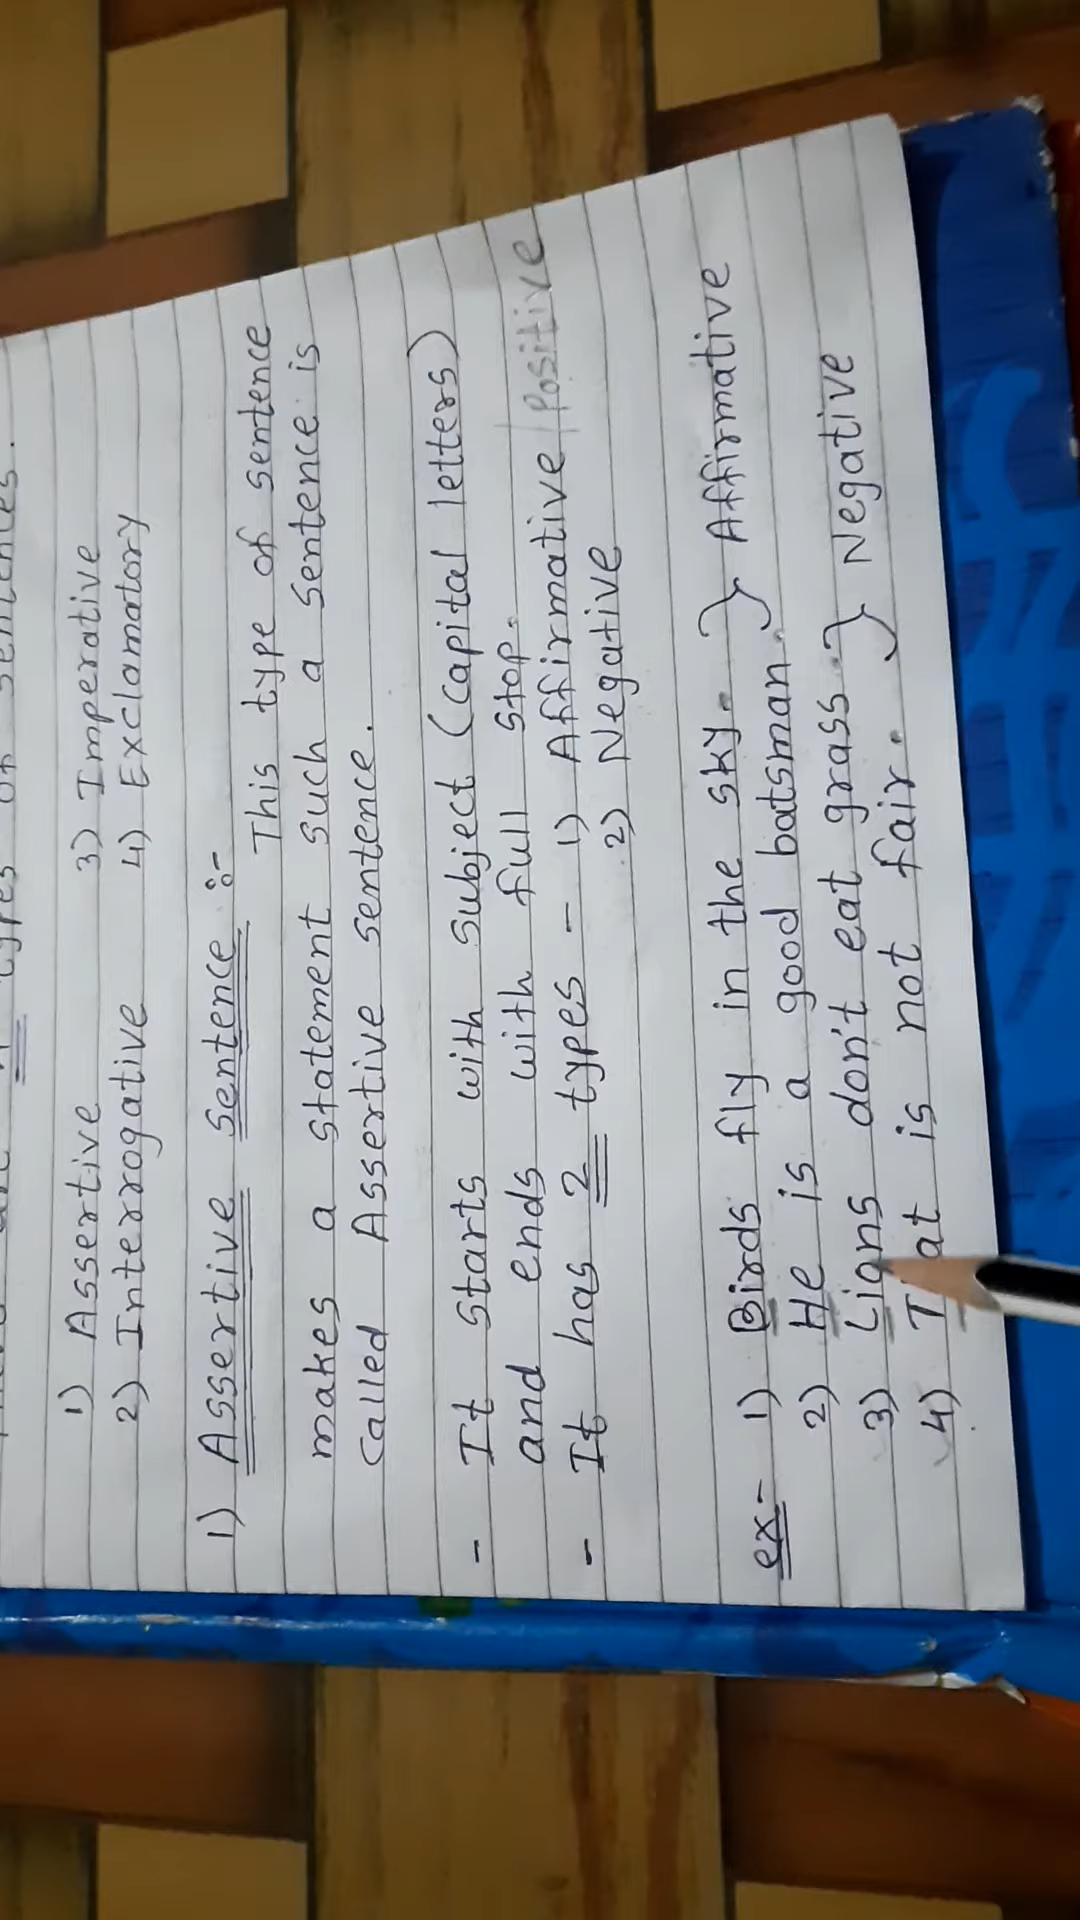 types of sentences.
1) Assertive 3) Imperative
2) Interrogative 4) Exclamatory
1) Assertive sentence :-
This type of sentence
makes a statement such a sentence is
called Assertive sentence.
- It starts with subject (capital letters)
and ends with full stop.
- It has 2 types - 1) Affirmative/Positive
2) Negative
ex:- 1) Birds fly in the sky. } Affirmative
2) He is a good batsman.
3) Lions don't eat grass. } Negative
4) That is not fair.